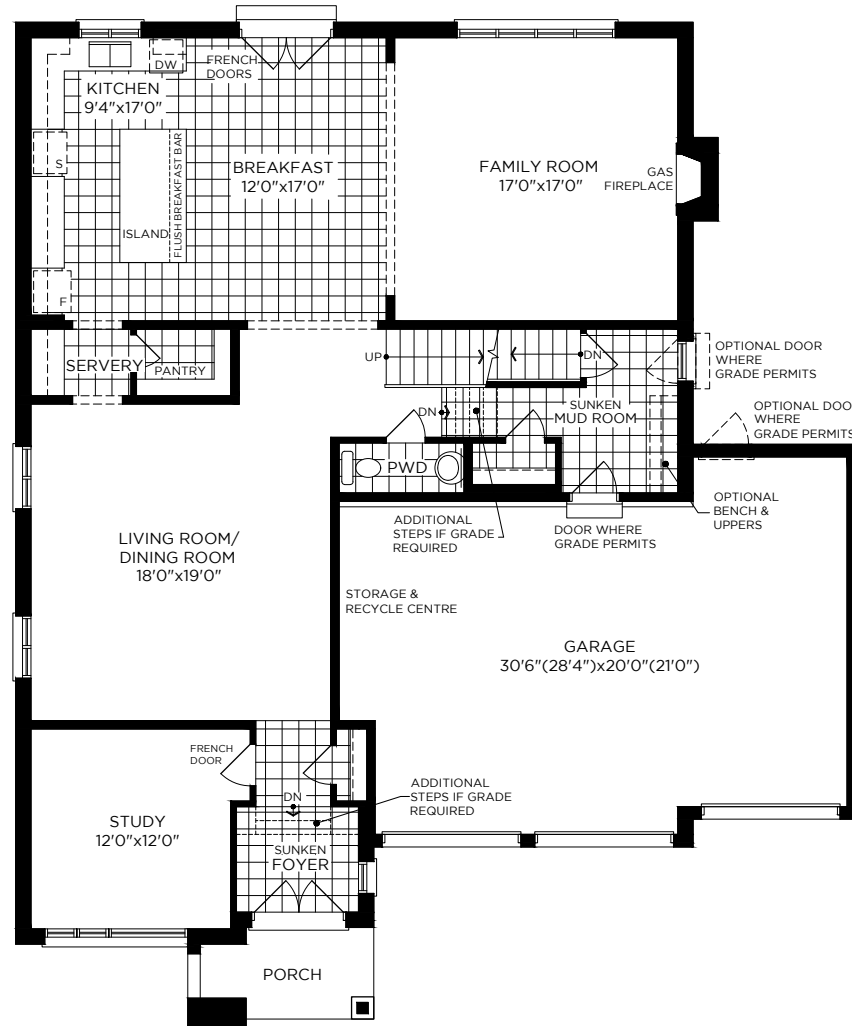 DW
FRENCH
DOORS
KITCHEN
9'4"x17'0"
S
FLUSH BREAKFAST BAR
ISLAND
F
BREAKFAST
12'0"x17'0"
FAMILY ROOM
17'0"x17'0"
GAS
FIREPLACE
SERVERY
PANTRY
UP
DN
OPTIONAL DOOR
WHERE
GRADE PERMITS
DN
SUNKEN
MUD ROOM
OPTIONAL DOO
WHERE
GRADE PERMITS
PWD
OPTIONAL
BENCH &
UPPERS
ADDITIONAL
STEPS IF GRADE
REQUIRED
DOOR WHERE
GRADE PERMITS
LIVING ROOM/
DINING ROOM
18'0"x19'0"
STORAGE &
RECYCLE CENTRE
GARAGE
30'6"(28'4")x20'0"(21'0")
FRENCH
DOOR
DN
ADDITIONAL
STEPS IF GRADE
REQUIRED
STUDY
12'0"x12'0"
SUNKEN
FOYER
PORCH